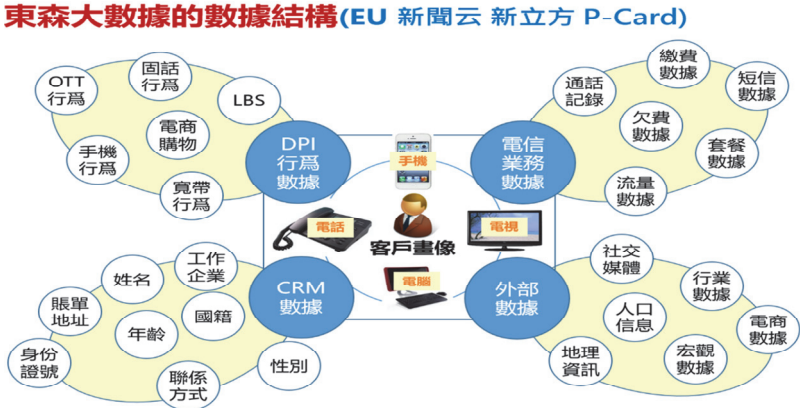 東森大數據的數據結構(EU 新聞云 新立方 P-Card)
OTT
行爲
固話
行爲
LBS
手機
行爲
電商
購物
寬帶
行爲
DPI
行爲
數據
手機
電信
業務
數據
通話
記錄
繳費
數據
短信
數據
欠費
數據
套餐
數據
流量
數據
電話
客戶畫像
電視
電腦
CRM
數據
姓名
工作
企業
賬單
地址
年齡
國籍
身份
證號
聯係
方式
性別
外部
數據
社交
媒體
行業
數據
人口
信息
電商
數據
地理
資訊
宏觀
數據